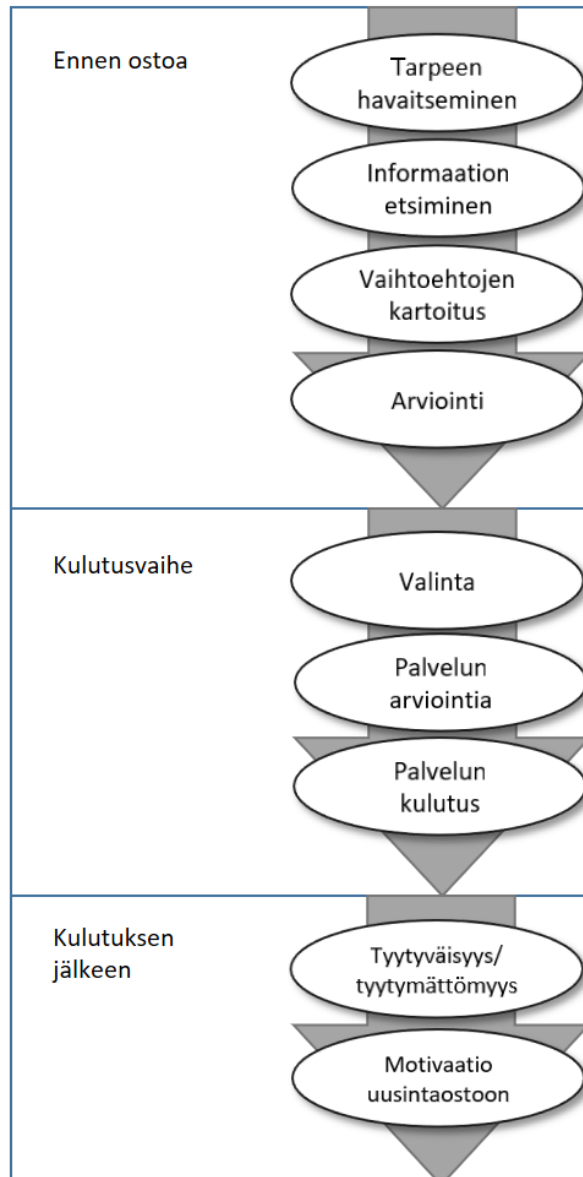 Ennen ostoa
Tarpeen
havaitseminen
Informaation
etsiminen
Vaihtoehtojen
kartoitus
Arviointi
Kulutusvaihe
Valinta
Palvelun
arviointia
Palvelun
kulutus
Kulutuksen
jälkeen
Tyytyväisyys/
tyytymättömyys
Motivaatio
uusintaostoon